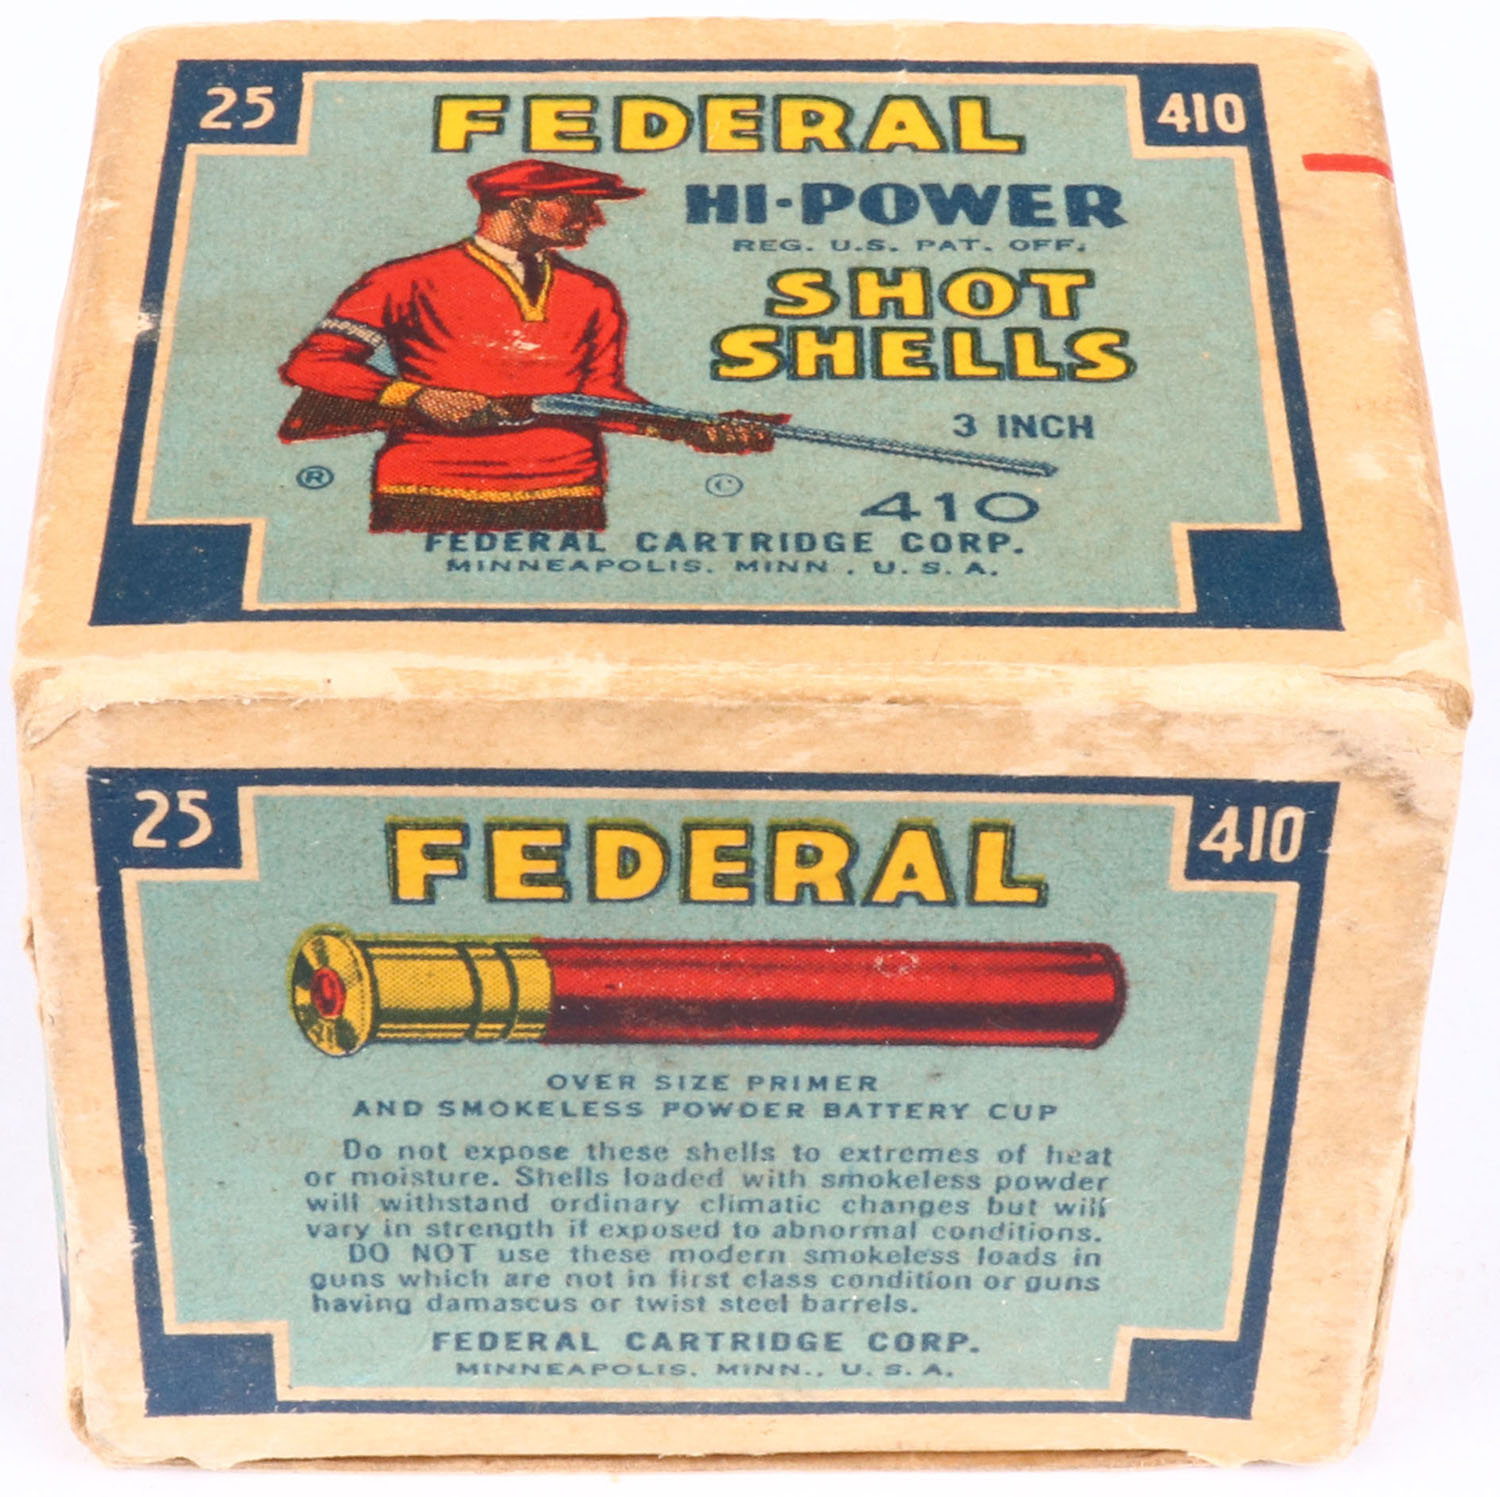 25
FEDERAL
410
HI-POWER
REG. U.S. PAT. OFF.
SHOT
SHELLS
3 INCH
®
©
410
FEDERAL CARTRIDGE CORP.
MINNEAPOLIS. MINN. U.S.A.
25
FEDERAL
410
OVER SIZE PRIMER
AND SMOKELESS POWDER BATTERY CUP
Do not expose these shells to extremes of heat
or moisture. Shells loaded with smokeless powder
will withstand ordinary climatic changes but will
vary in strength if exposed to abnormal conditions.
DO NOT use these modern smokeless loads in
guns which are not in first class condition or guns
having damascus or twist steel barrels.
FEDERAL CARTRIDGE CORP.
MINNEAPOLIS. MINN., U.S.A.